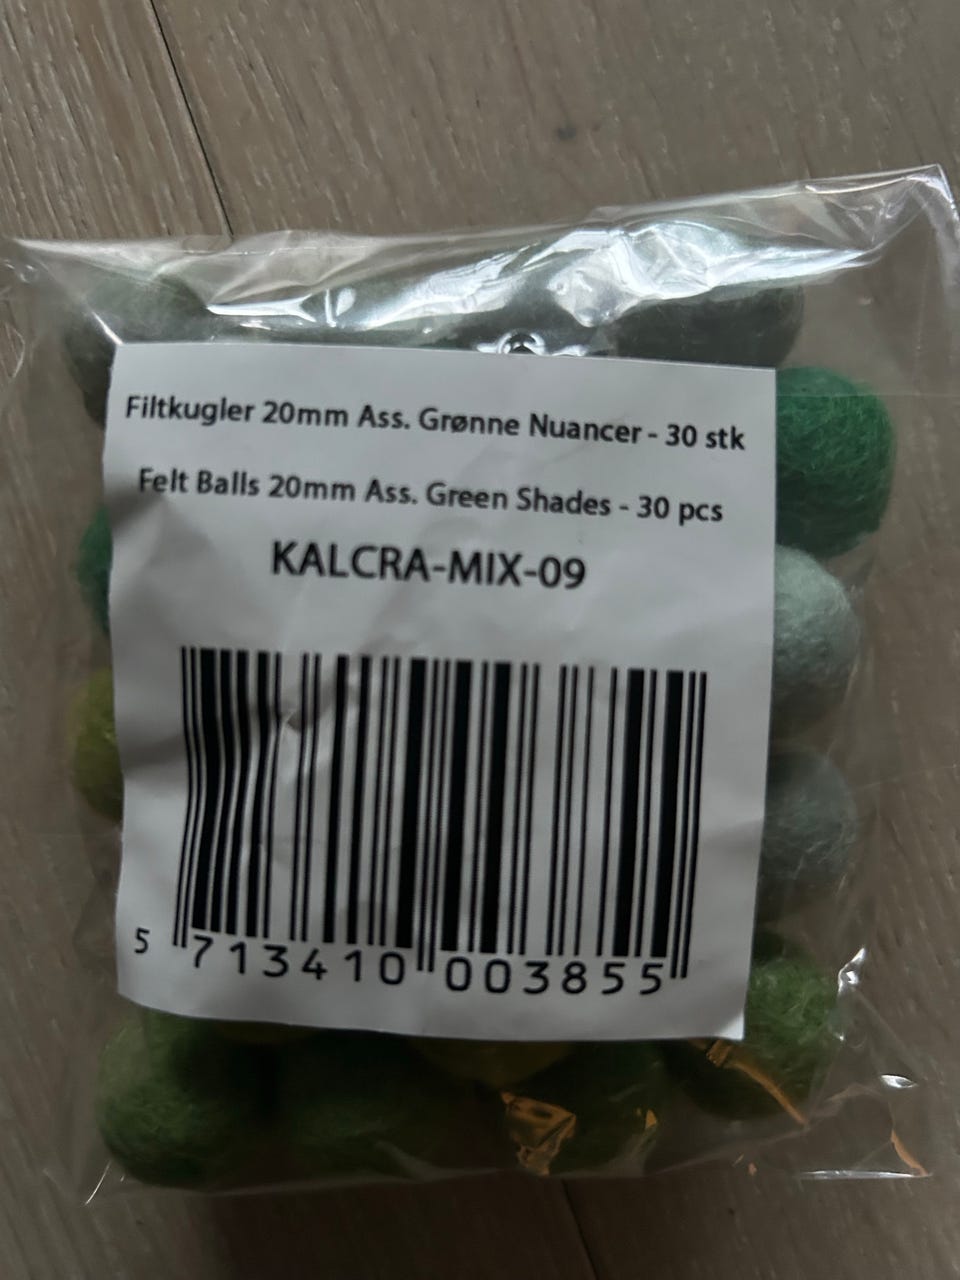 Filtkugler 20mm Ass. Grønne Nuancer - 30 stk
Felt Balls 20mm Ass. Green Shades - 30 pcs
KALCRA-MIX-09
5 713410 003855